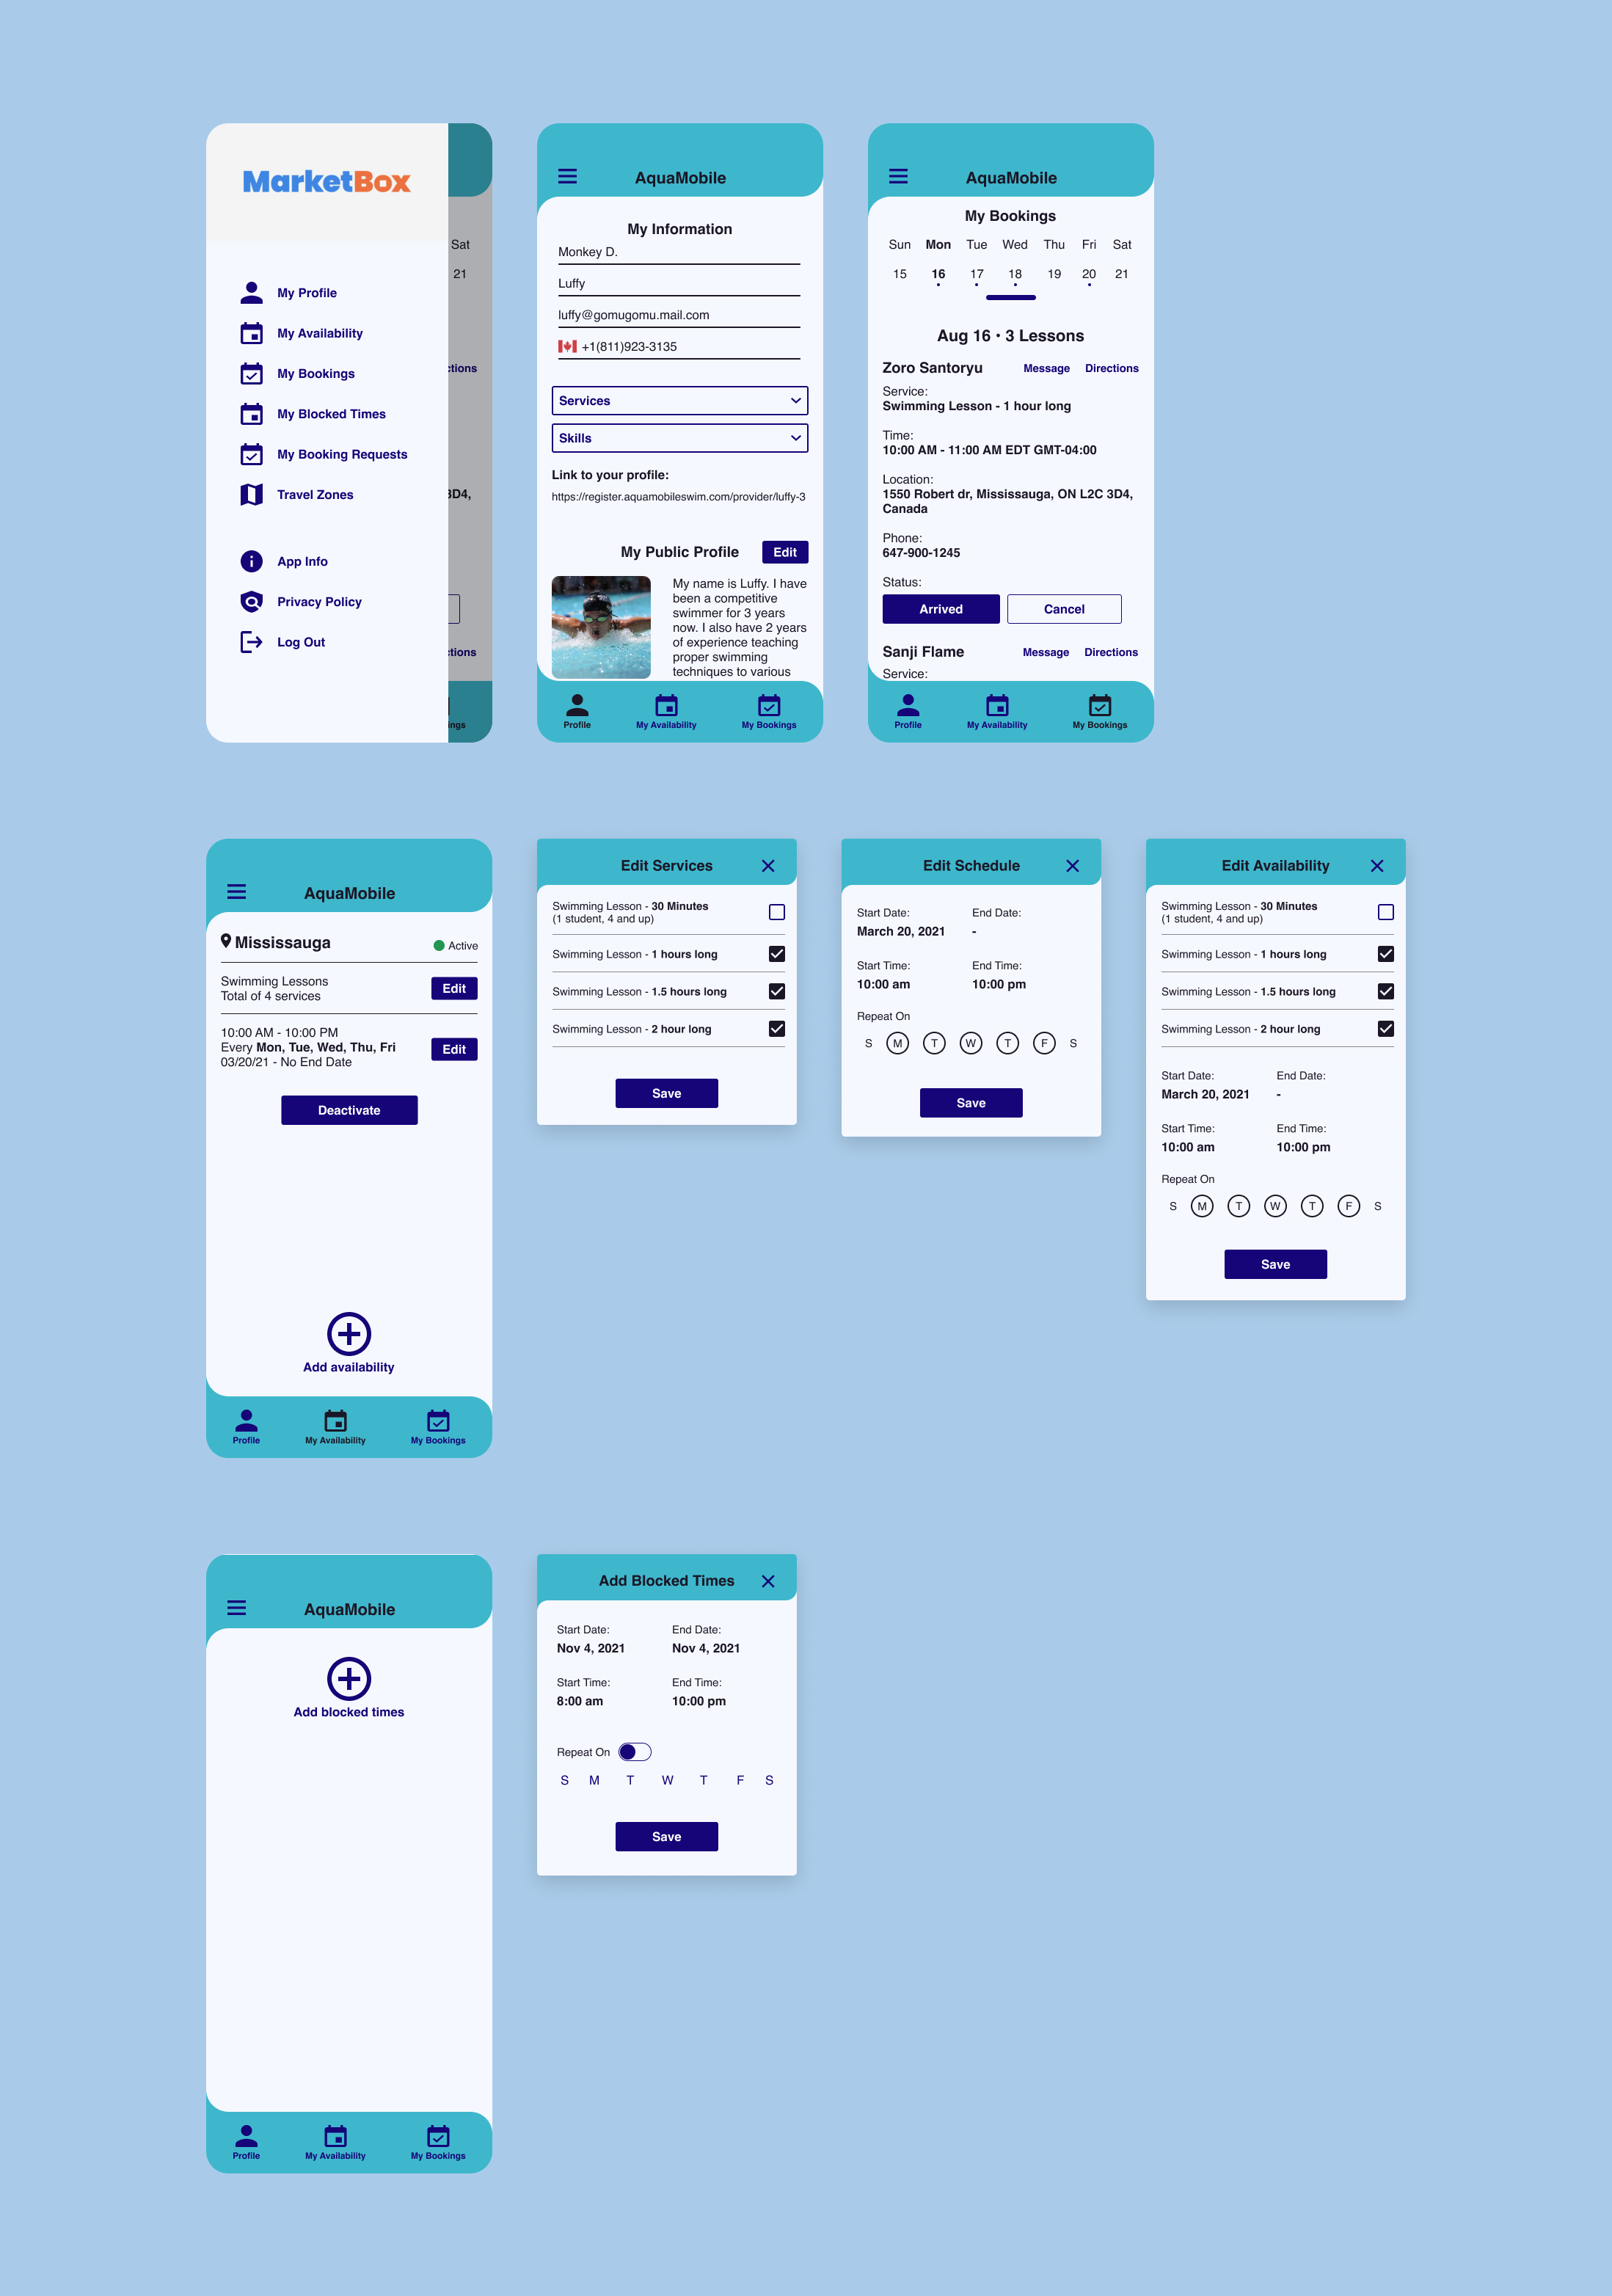 MarketBox
My Profile
My Availability
My Bookings
My Blocked Times
My Booking Requests
Travel Zones
App Info
Privacy Policy
Log Out
Sat
21
ctions
3D4,
ctions
ings
AquaMobile
My Information
Monkey D.
Luffy
luffy@gomugomu.mail.com
+1(811)923-3135
Services
Skills
Link to your profile:
https://register.aquamobileswim.com/provider/luffy-3
My Public Profile
Edit
My name is Luffy. I have
been a competitive
swimmer for 3 years
now. I also have 2 years
of experience teaching
proper swimming
techniques to various
Profile
My Availability
My Bookings
AquaMobile
My Bookings
Sun Mon Tue Wed Thu Fri Sat
15 16 17 18 19 20 21
Aug 16 • 3 Lessons
Zoro Santoryu Message Directions
Service:
Swimming Lesson - 1 hour long
Time:
10:00 AM - 11:00 AM EDT GMT-04:00
Location:
1550 Robert dr, Mississauga, ON L2C 3D4,
Canada
Phone:
647-900-1245
Status:
Arrived Cancel
Sanji Flame Message Directions
Service:
Profile
My Availability
My Bookings
AquaMobile
Mississauga Active
Swimming Lessons
Total of 4 services
Edit
10:00 AM - 10:00 PM
Every Mon, Tue, Wed, Thu, Fri
03/20/21 - No End Date
Edit
Deactivate
Add availability
Profile
My Availability
My Bookings
Edit Services
Swimming Lesson - 30 Minutes
(1 student, 4 and up)
Swimming Lesson - 1 hours long
Swimming Lesson - 1.5 hours long
Swimming Lesson - 2 hour long
Save
Edit Schedule
Start Date: End Date:
March 20, 2021 -
Start Time: End Time:
10:00 am 10:00 pm
Repeat On
S M T W T F S
Save
Edit Availability
Swimming Lesson - 30 Minutes
(1 student, 4 and up)
Swimming Lesson - 1 hours long
Swimming Lesson - 1.5 hours long
Swimming Lesson - 2 hour long
Start Date: End Date:
March 20, 2021 -
Start Time: End Time:
10:00 am 10:00 pm
Repeat On
S M T W T F S
Save
AquaMobile
Add blocked times
Profile
My Availability
My Bookings
Add Blocked Times
Start Date: End Date:
Nov 4, 2021 Nov 4, 2021
Start Time: End Time:
8:00 am 10:00 pm
Repeat On
S M T W T F S
Save